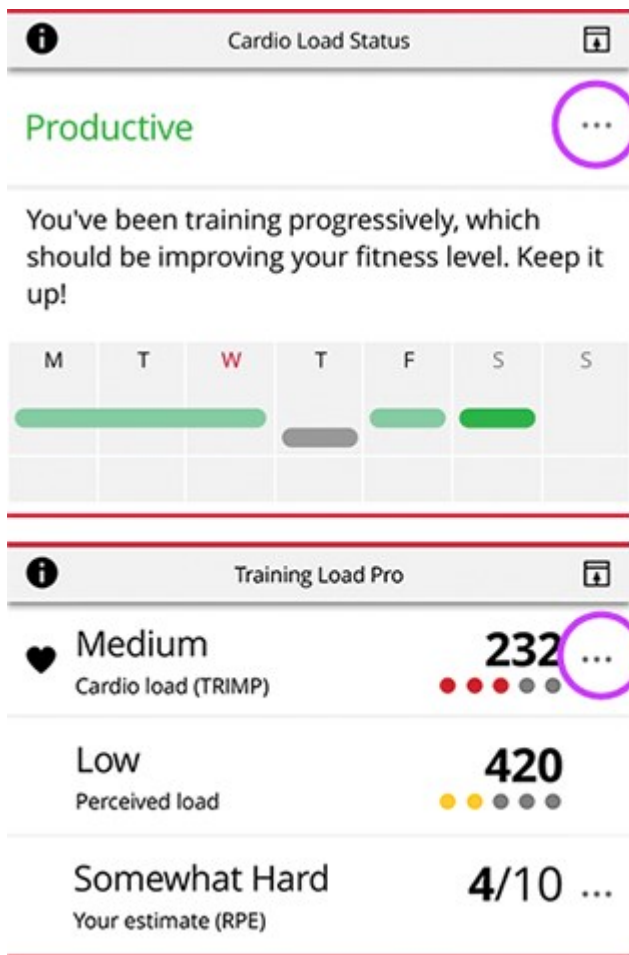 Cardio Load Status
Productive
You've been training progressively, which
should be improving your fitness level. Keep it
up!
M T W T F S S
Training Load Pro
Medium 232
Cardio load (TRIMP)
Low 420
Perceived load
Somewhat Hard 4/10
Your estimate (RPE)